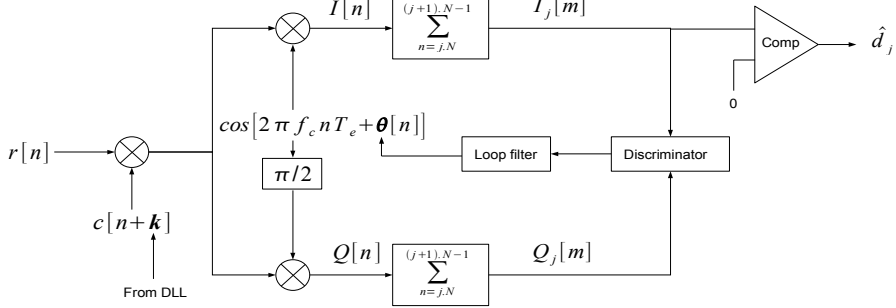 I[n]
(j+1).N-1
∑
n=j.N
I_j[m]
Comp
0
d̂_j
cos[2πf_c nT_e+θ[n]]
r[n]
π/2
Loop filter
Discriminator
c[n+k]
From DLL
Q[n]
(j+1).N-1
∑
n=j.N
Q_j[m]